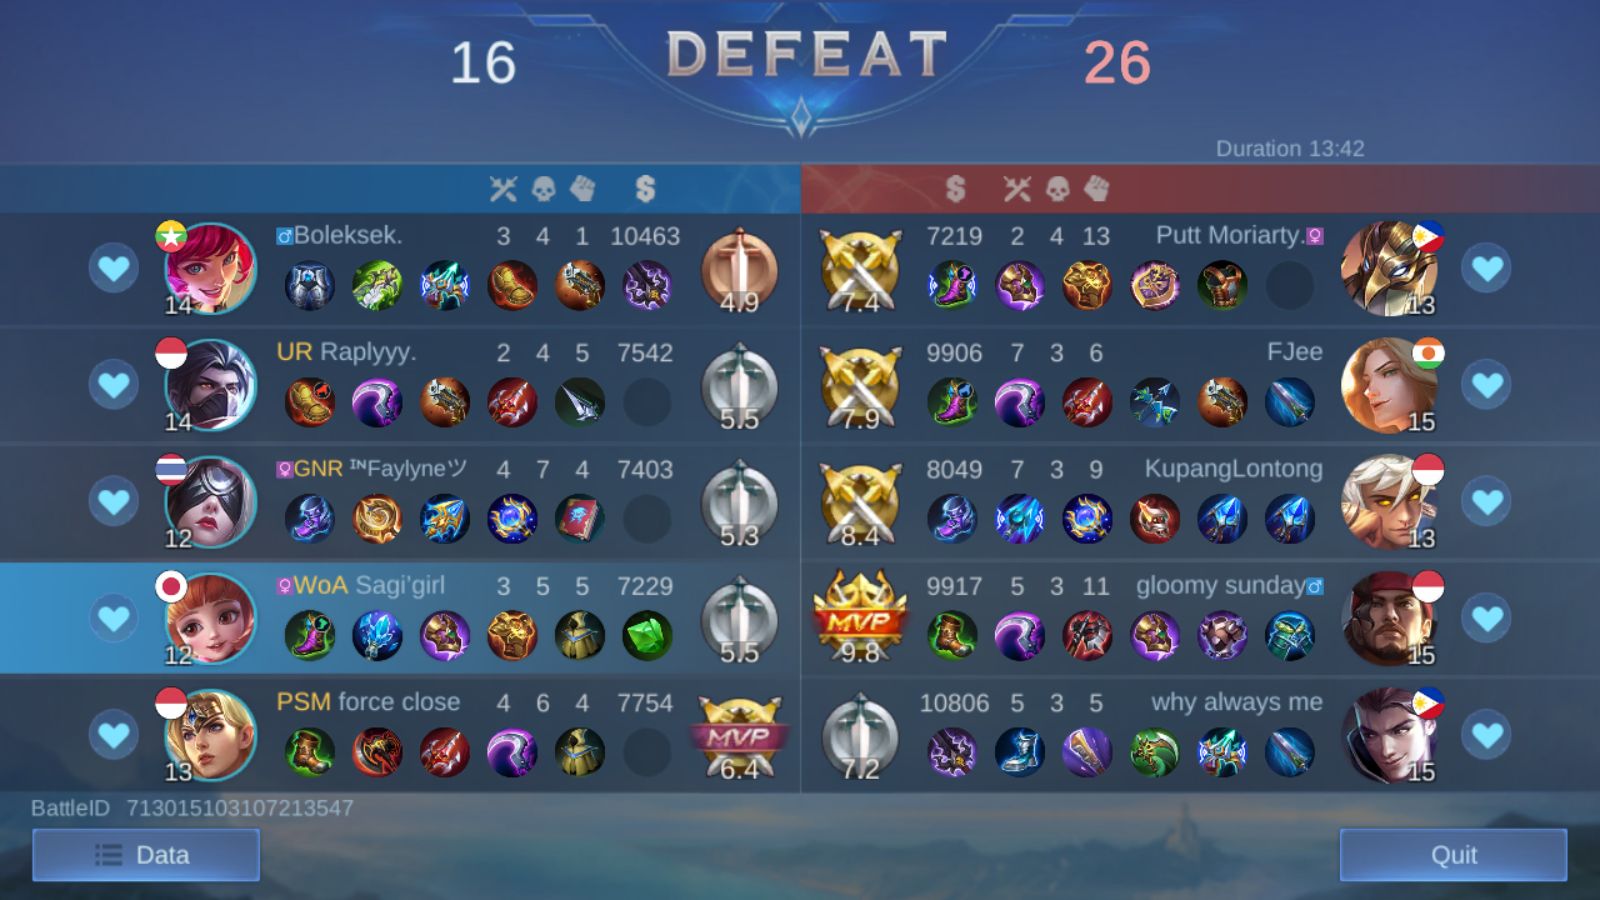 16 DEFEAT 26
Duration 13:42
Boleksek. 3 4 1 10463 4.9 14
7.4 7219 2 4 13 Putt Moriarty. 13
UR Raplyyy. 2 4 5 7542 5.5 14
7.9 9906 7 3 6 FJee 15
GNR ᴵᴺFaylyneツ 4 7 4 7403 5.3 12
8.4 8049 7 3 9 KupangLontong 13
WoA Sagi'girl 3 5 5 7229 5.5 12
MVP 9.8 9917 5 3 11 gloomy sunday 15
PSM force close 4 6 4 7754 MVP 6.4 13
7.2 10806 5 3 5 why always me 15
BattleID 713015103107213547
Data Quit